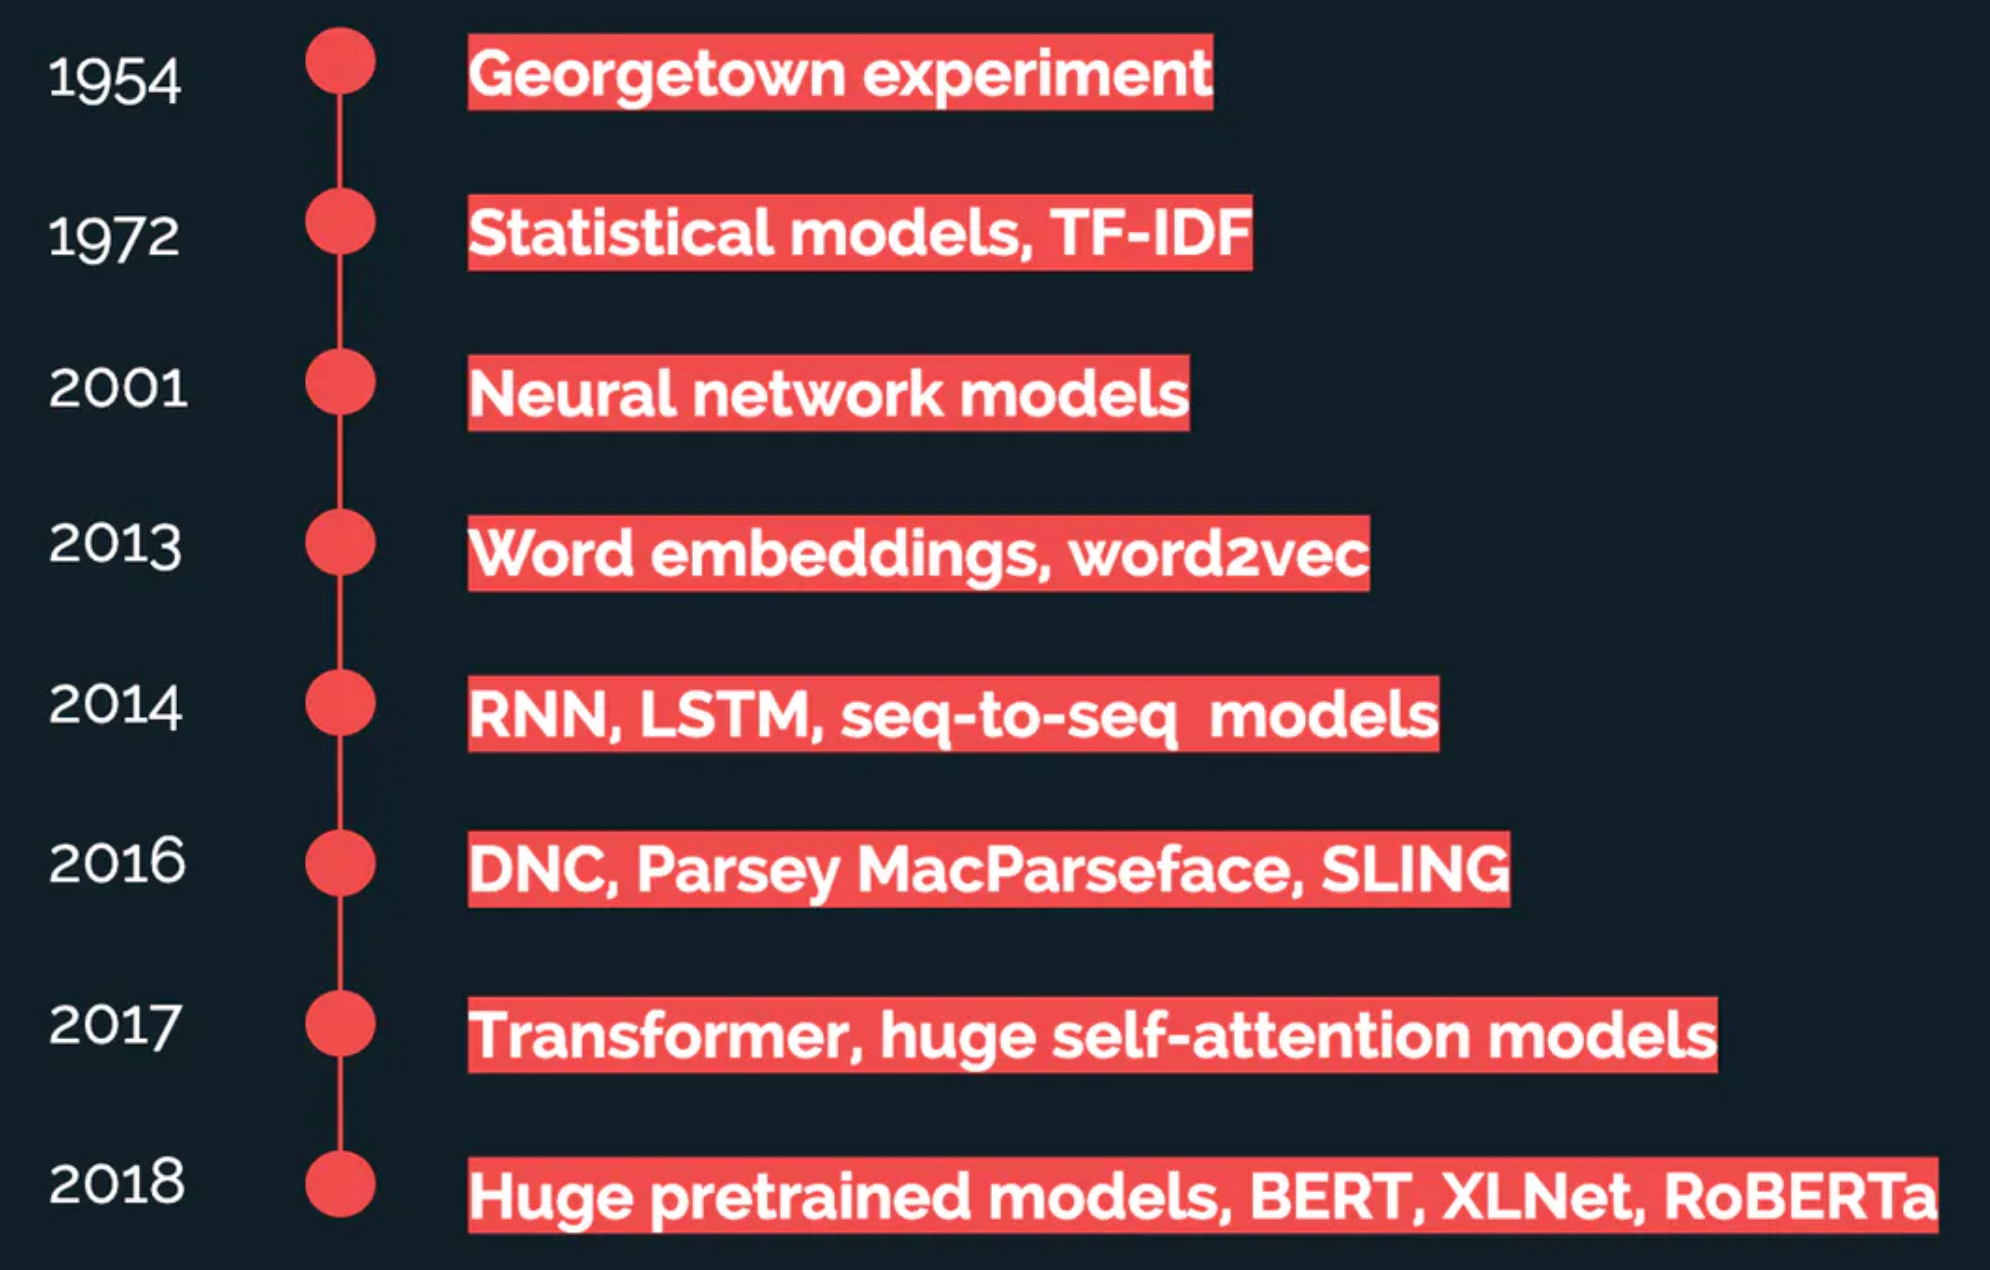 1954 Georgetown experiment
1972 Statistical models, TF-IDF
2001 Neural network models
2013 Word embeddings, word2vec
2014 RNN, LSTM, seq-to-seq models
2016 DNC, Parsey MacParseface, SLING
2017 Transformer, huge self-attention models
2018 Huge pretrained models, BERT, XLNet, RoBERTa